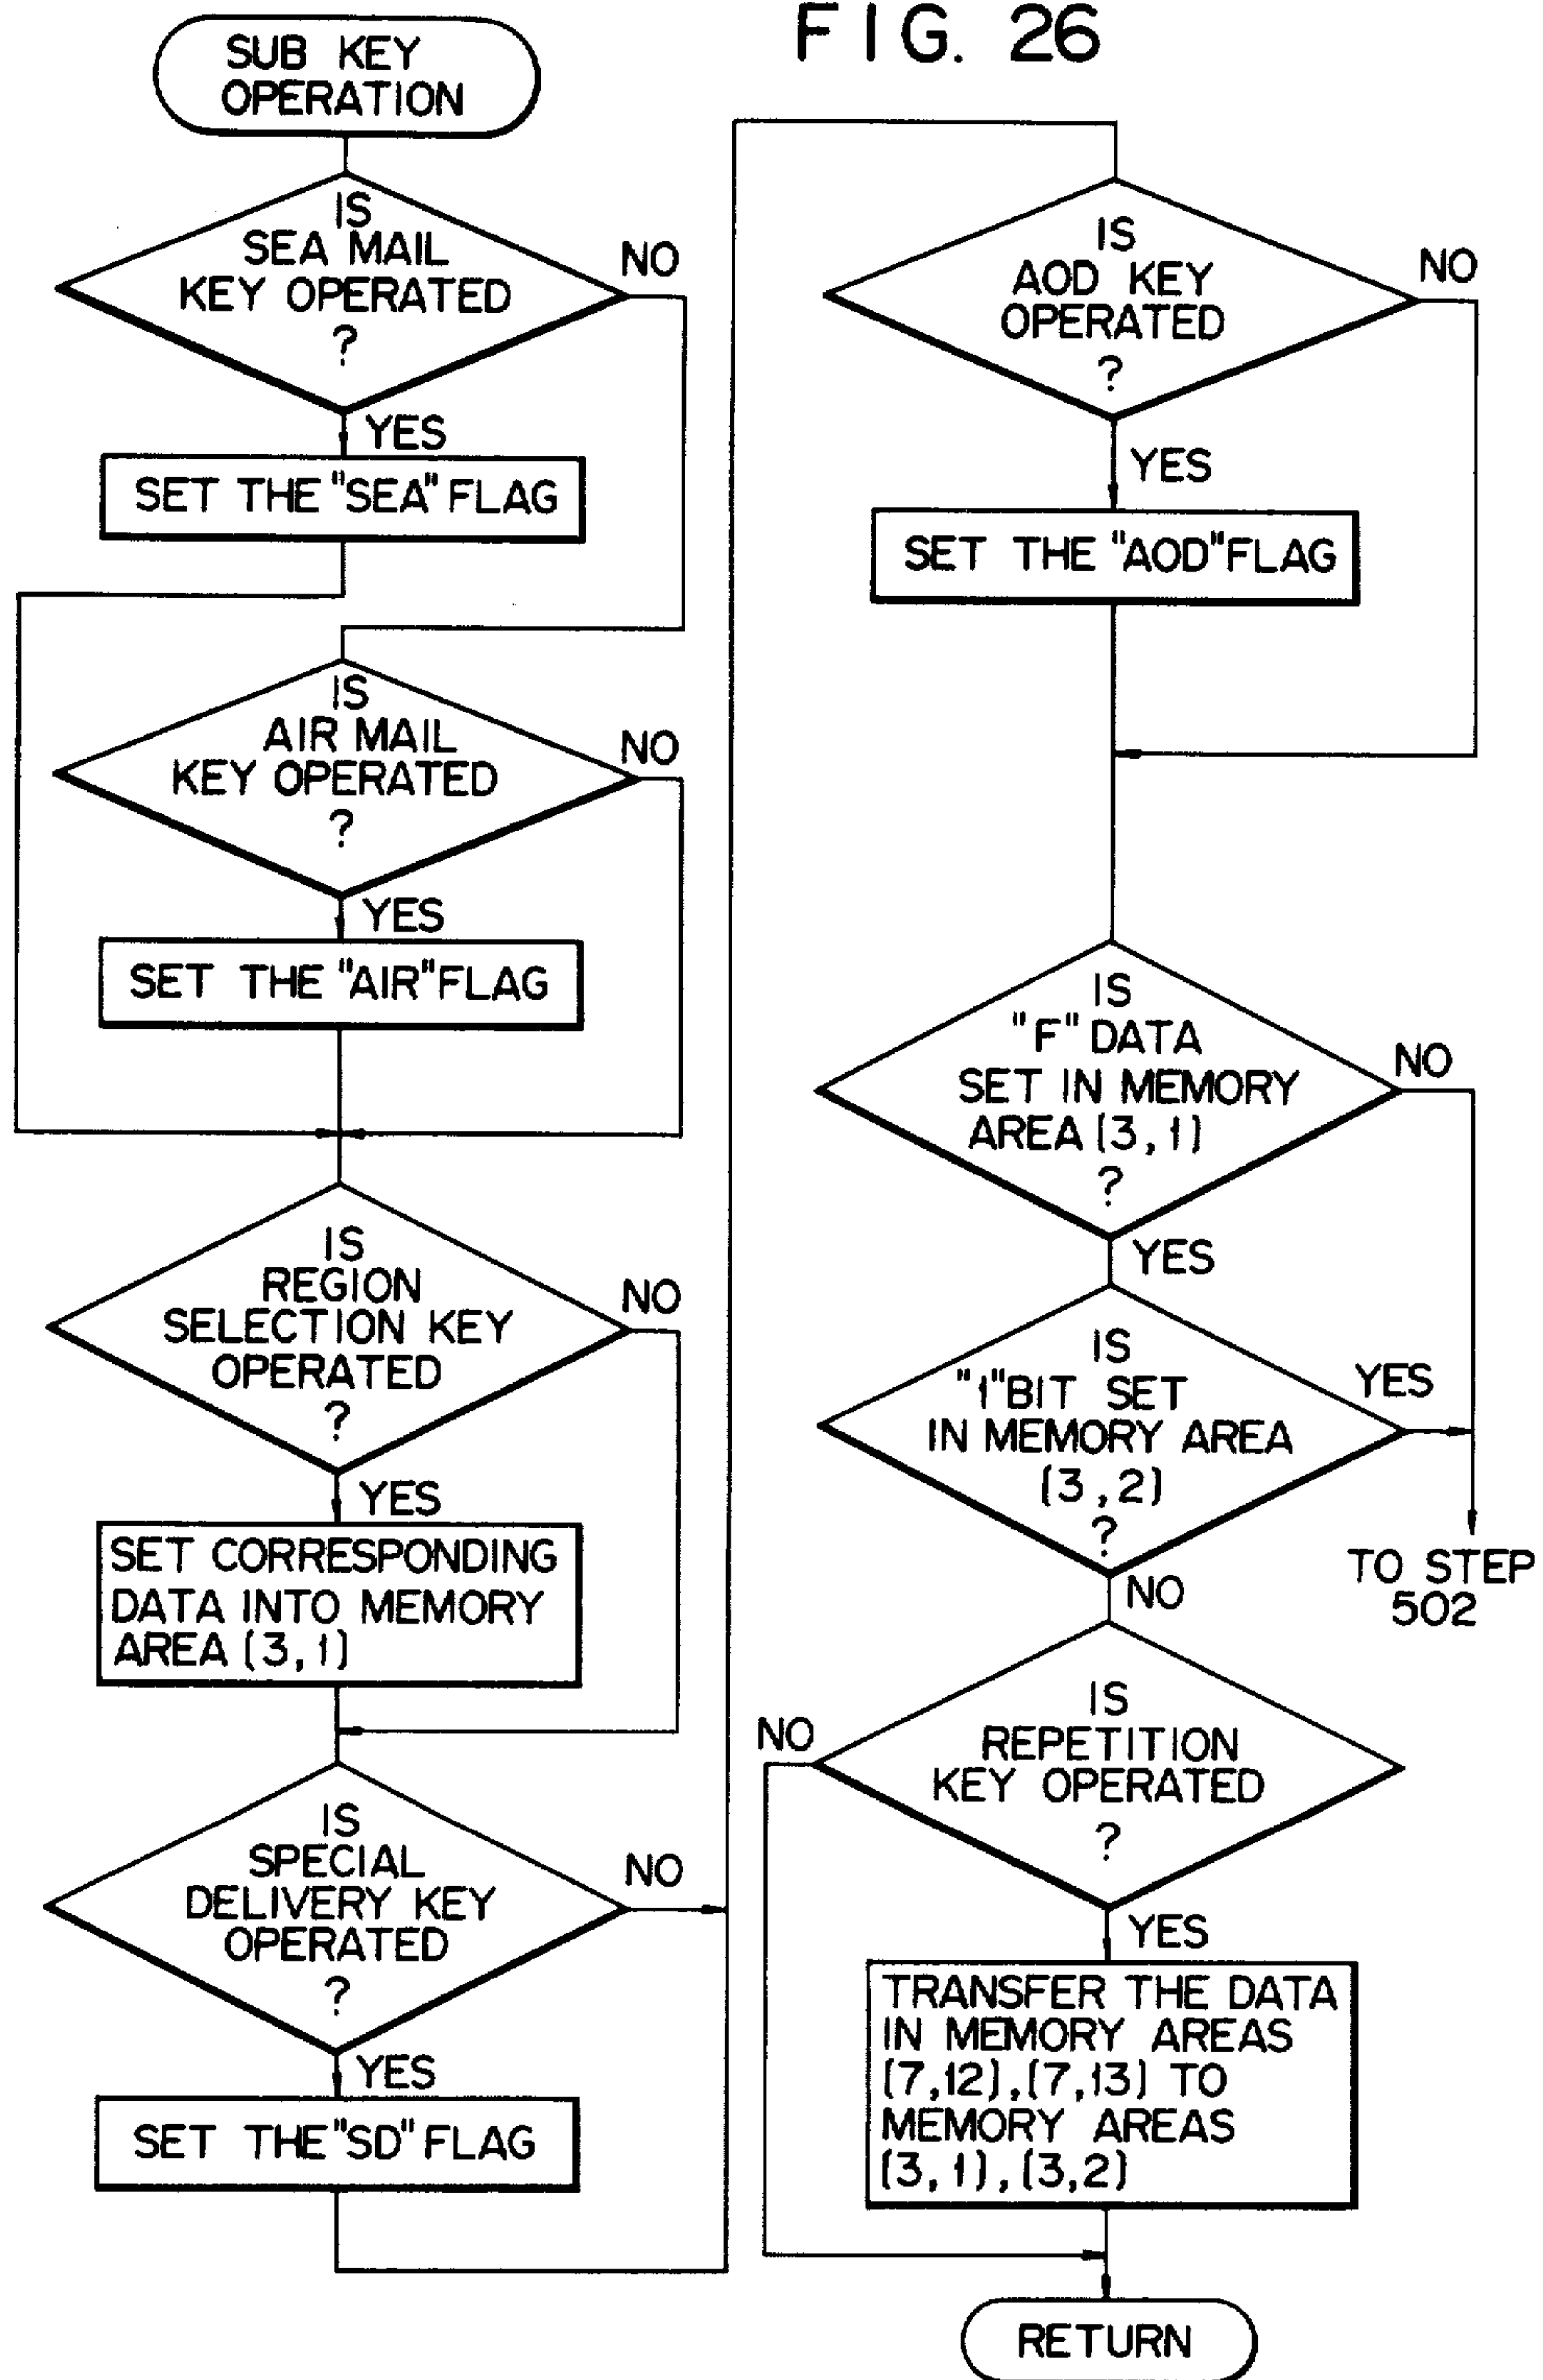 FIG. 26
SUB KEY
OPERATION
IS
SEA MAIL
KEY OPERATED
?
NO
YES
SET THE "SEA" FLAG
IS
AIR MAIL
KEY OPERATED
?
NO
YES
SET THE "AIR" FLAG
IS
REGION
SELECTION KEY
OPERATED
?
NO
YES
SET CORRESPONDING
DATA INTO MEMORY
AREA (3,1)
IS
SPECIAL
DELIVERY KEY
OPERATED
?
NO
YES
SET THE "SD" FLAG
IS
AOD KEY
OPERATED
?
NO
YES
SET THE "AOD" FLAG
IS
"F" DATA
SET IN MEMORY
AREA (3,1)
?
NO
YES
IS
"1" BIT SET
IN MEMORY AREA
(3,2)
?
YES
TO STEP
502
NO
IS
REPETITION
KEY OPERATED
?
NO
YES
TRANSFER THE DATA
IN MEMORY AREAS
(7,12),(7,13) TO
MEMORY AREAS
(3,1),(3,2)
RETURN